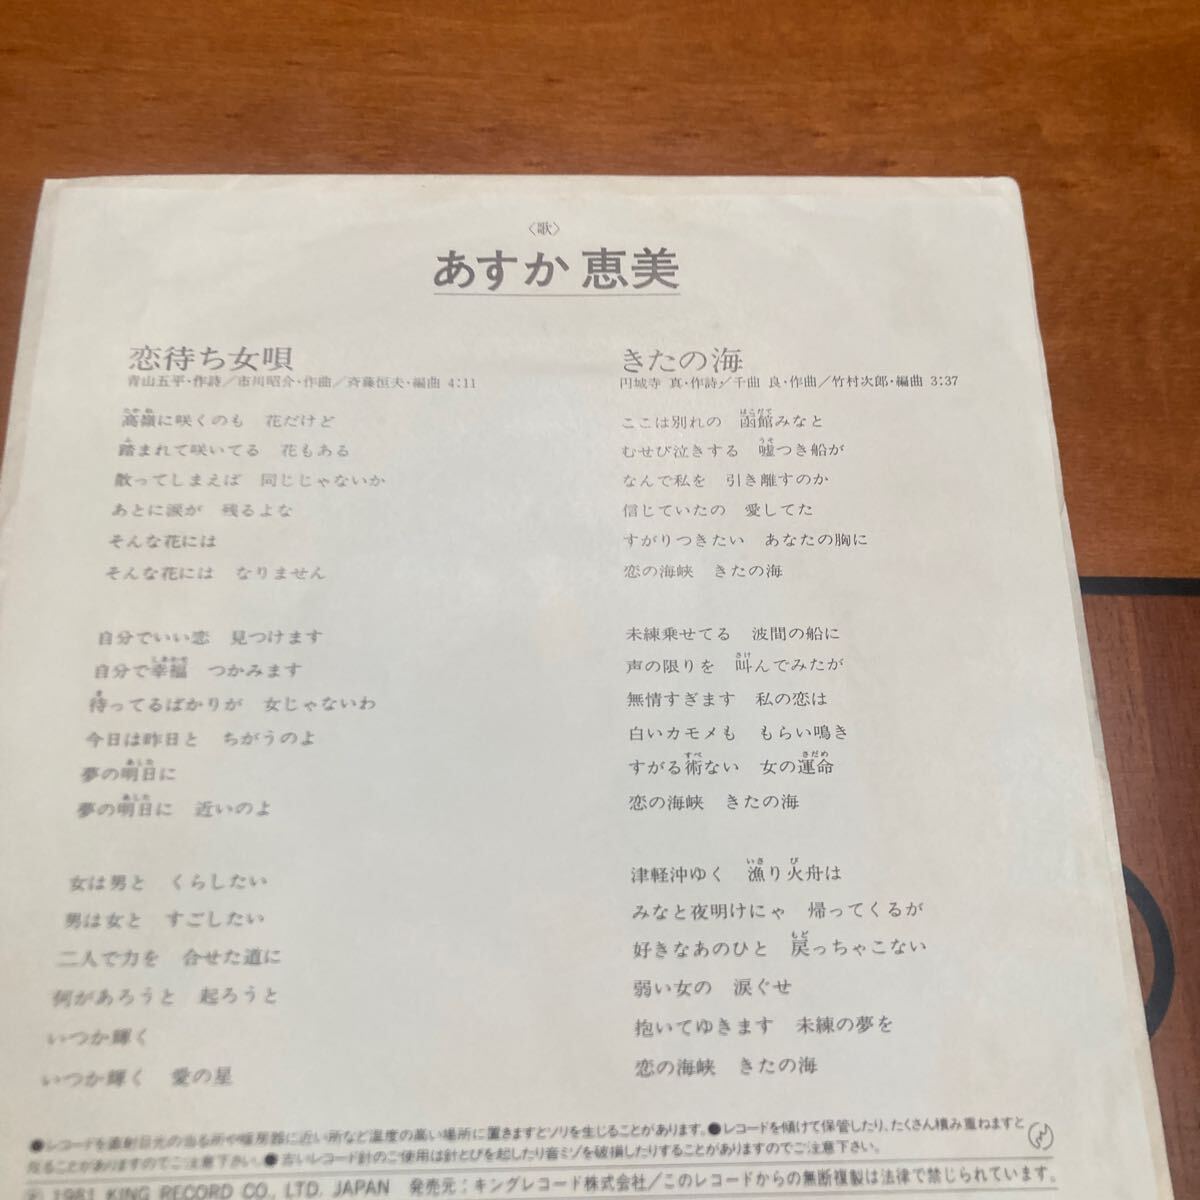 〈歌〉
あすか恵美
恋待ち女唄
青山五平・作詩／市川昭介・作曲／斉藤恒夫・編曲 4:11
高嶺に咲くのも　花だけど
踏まれて咲いてる　花もある
散ってしまえば　同じじゃないか
あとに涙が　残るよな
そんな花には
そんな花には　なりません
自分でいい恋　見つけます
自分で幸福　つかみます
待ってるばかりが　女じゃないわ
今日は昨日と　ちがうのよ
夢の明日に
夢の明日に　近いのよ
女は男と　くらしたい
男は女と　すごしたい
二人で力を　合せた道に
何があろうと　起ろうと
いつか輝く
いつか輝く　愛の星
きたの海
円城寺 真・作詩・／千曲 良・作曲／竹村次郎・編曲 3:37
ここは別れの　函館みなと
むせび泣きする　嘘つき船が
なんで私を　引き離すのか
信じていたの　愛してた
すがりつきたい　あなたの胸に
恋の海峡　きたの海
未練乗せてる　波間の船に
声の限りを　叫んでみたが
無情すぎます　私の恋は
白いカモメも　もらい鳴き
すがる術ない　女の運命
恋の海峡　きたの海
津軽沖ゆく　漁り火舟は
みなと夜明けにゃ　帰ってくるが
好きなあのひと　戻っちゃこない
弱い女の　涙ぐせ
抱いてゆきます　未練の夢を
恋の海峡　きたの海
●レコードを直射日光の当る所や暖房器に近い所など温度の高い場所に置きますとソリを生じることがあります。●レコードを傾けて保管したり、たくさん積み重ねますと
反ることがありますのでご注意下さい。●古いレコード針のご使用は針とびを起したり音ミゾを破損したりすることがありますのでご注意下さい。
Ⓟ 1981 KING RECORD CO., LTD. JAPAN　発売元；キングレコード株式会社／このレコードからの無断複製は法律で禁じられています。